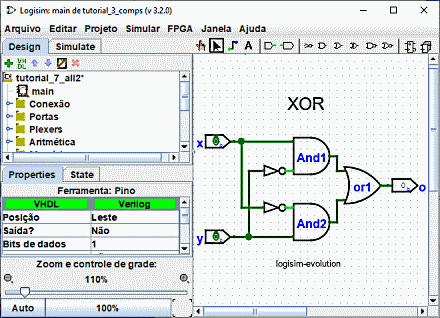 Logisim: main de tutorial_3_comps (v 3.2.0)
Arquivo Editar Projeto Simular FPGA Janela Ajuda
Design Simulate
VH
DL
A
tutorial_7_all2*
main
Conexão
Portas
Plexers
Aritmética
Properties State
Ferramenta: Pino
VHDL Verilog
Posição Leste
Saída? Não
Bits de dados 1
Zoom e controle de grade:
110%
Auto 100%
XOR
x 0
And1
or1 0 o
And2
y 0
logisim-evolution